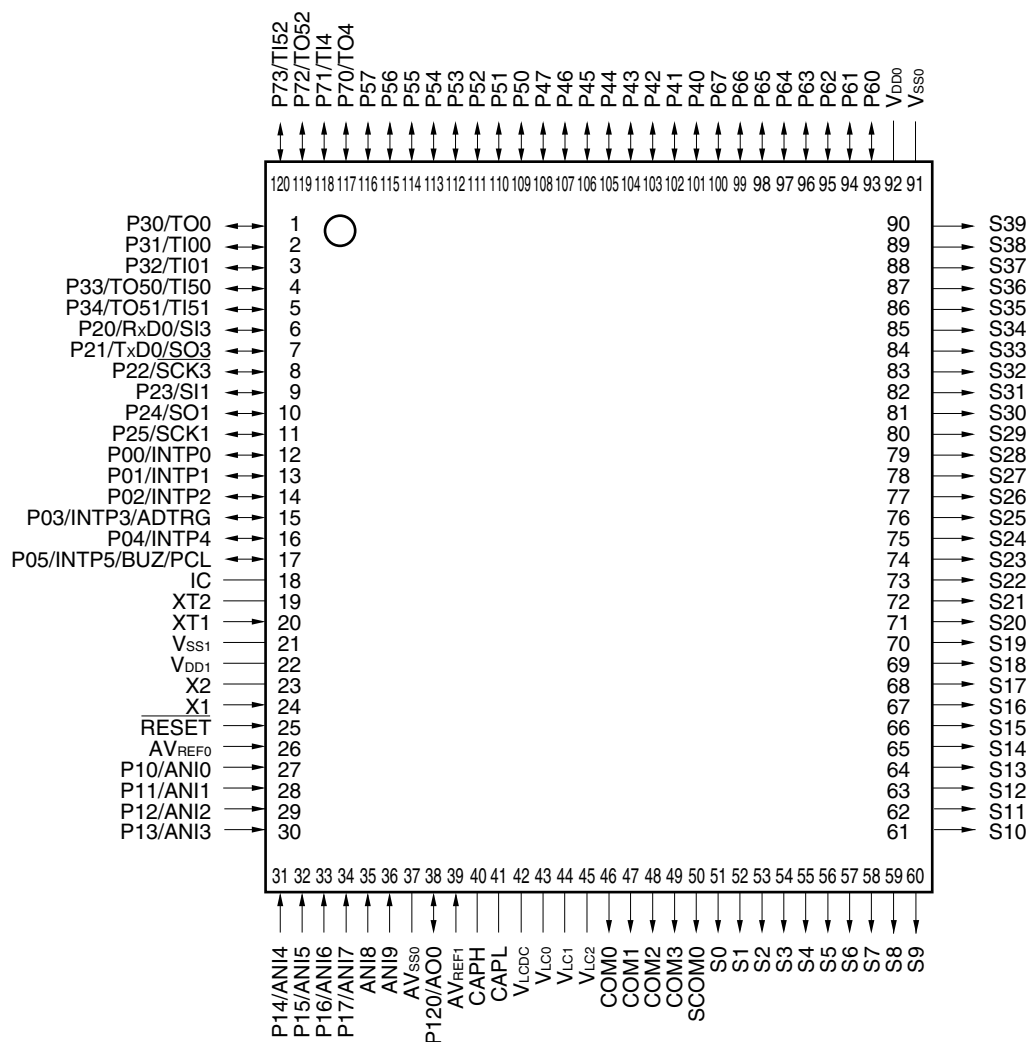 P73/TI52
P72/TO52
P71/TI4
P70/TO4
P57
P56
P55
P54
P53
P52
P51
P50
P47
P46
P45
P44
P43
P42
P41
P40
P67
P66
P65
P64
P63
P62
P61
P60
VDD0
VSS0
120 119 118 117 116 115 114 113 112 111 110 109 108 107 106 105 104 103 102 101 100 99 98 97 96 95 94 93 92 91
P30/TO0 1 90 S39
P31/TI00 2 89 S38
P32/TI01 3 88 S37
P33/TO50/TI50 4 87 S36
P34/TO51/TI51 5 86 S35
P20/RxD0/SI3 6 85 S34
P21/TxD0/SO3 7 84 S33
P22/SCK3 8 83 S32
P23/SI1 9 82 S31
P24/SO1 10 81 S30
P25/SCK1 11 80 S29
P00/INTP0 12 79 S28
P01/INTP1 13 78 S27
P02/INTP2 14 77 S26
P03/INTP3/ADTRG 15 76 S25
P04/INTP4 16 75 S24
P05/INTP5/BUZ/PCL 17 74 S23
IC 18 73 S22
XT2 19 72 S21
XT1 20 71 S20
VSS1 21 70 S19
VDD1 22 69 S18
X2 23 68 S17
X1 24 67 S16
RESET 25 66 S15
AVREF0 26 65 S14
P10/ANI0 27 64 S13
P11/ANI1 28 63 S12
P12/ANI2 29 62 S11
P13/ANI3 30 61 S10
31 32 33 34 35 36 37 38 39 40 41 42 43 44 45 46 47 48 49 50 51 52 53 54 55 56 57 58 59 60
P14/ANI4
P15/ANI5
P16/ANI6
P17/ANI7
ANI8
ANI9
AVSS0
P120/AO0
AVREF1
CAPH
CAPL
VLCDC
VLC0
VLC1
VLC2
COM0
COM1
COM2
COM3
SCOM0
S0
S1
S2
S3
S4
S5
S6
S7
S8
S9